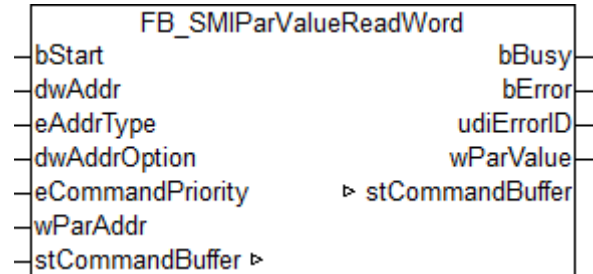 FB_SMIParValueReadWord
bStart bBusy
dwAddr bError
eAddrType udiErrorID
dwAddrOption wParValue
eCommandPriority ▹ stCommandBuffer
wParAddr
stCommandBuffer ▹